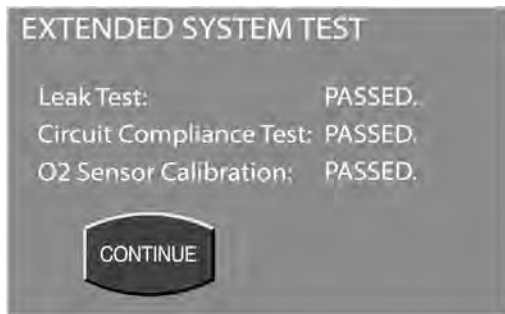 EXTENDED SYSTEM TEST
Leak Test: PASSED.
Circuit Compliance Test: PASSED.
O2 Sensor Calibration: PASSED.
CONTINUE